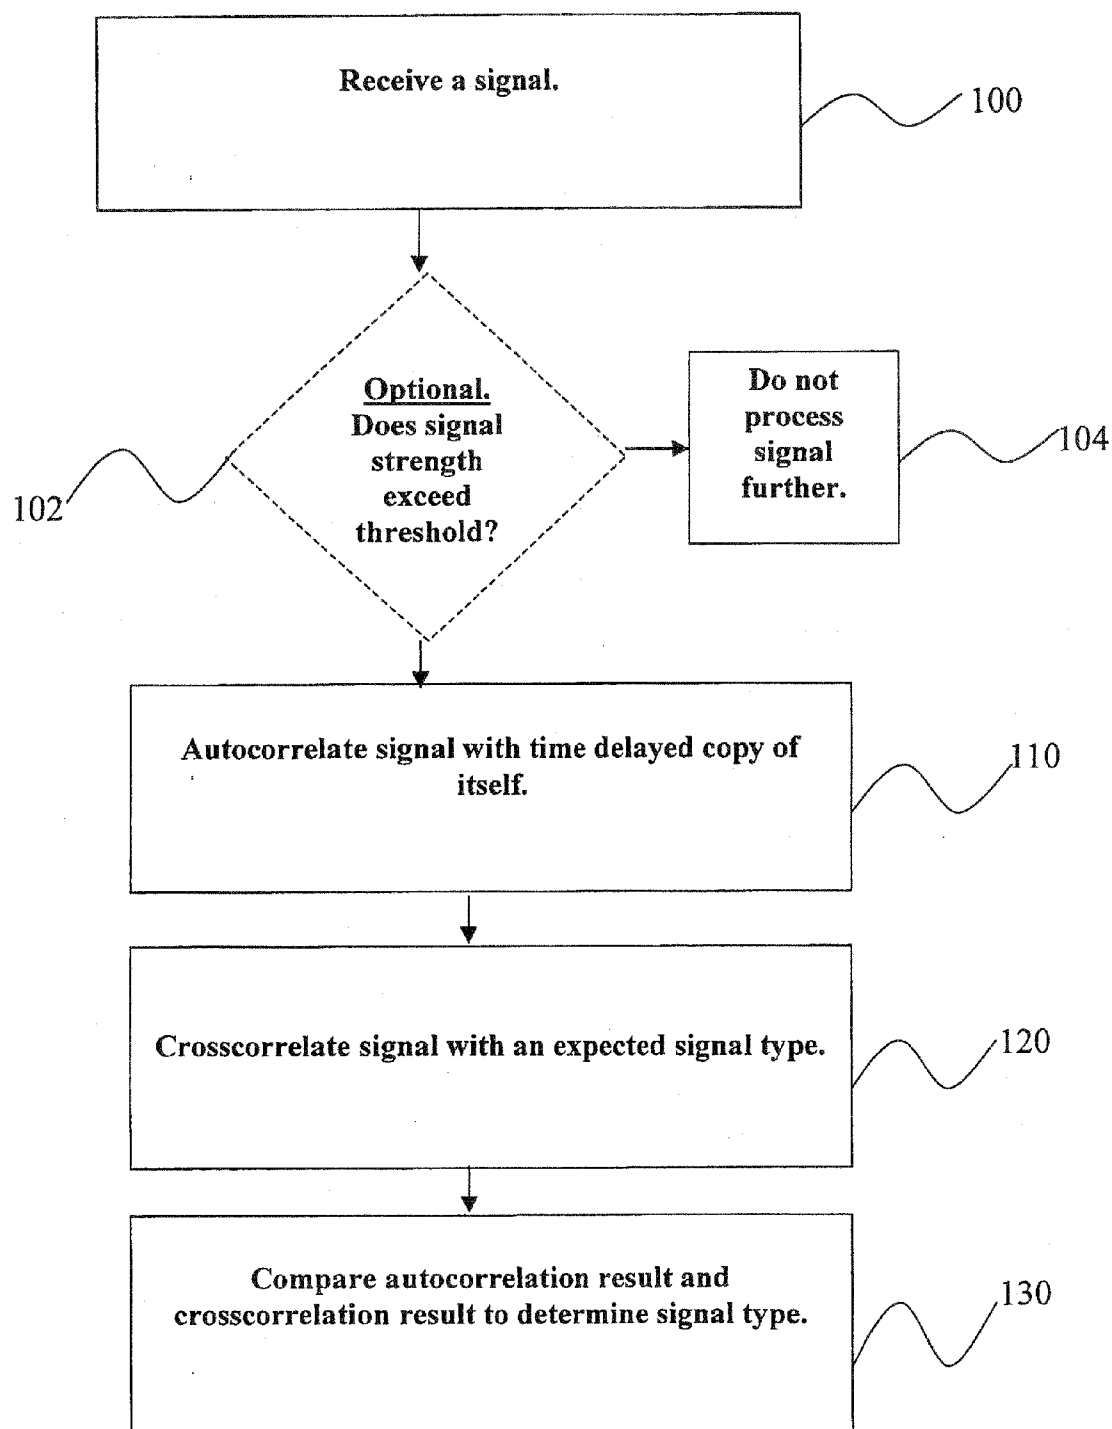 Receive a signal.
100
Optional.
Does signal
strength
exceed
threshold?
102
Do not
process
signal
further.
104
Autocorrelate signal with time delayed copy of
itself.
110
Crosscorrelate signal with an expected signal type.
120
Compare autocorrelation result and
crosscorrelation result to determine signal type.
130